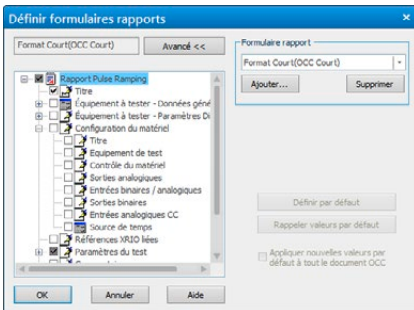 Définir formulaires rapports
Format Court(OCC Court)
Avancé <<
Rapport Pulse Ramping
Titre
Équipement à tester - Données géné
Équipement à tester - Paramètres Di
Configuration du matériel
Titre
Equipement de test
Contrôle du matériel
Sorties analogiques
Entrées binaires / analogiques
Sorties binaires
Entrées analogiques CC
Source de temps
Références XRIO liées
Paramètres du test
OK
Annuler
Aide
Formulaire rapport
Format Court(OCC Court)
Ajouter...
Supprimer
Définir par défaut
Rappeler valeurs par défaut
Appliquer nouvelles valeurs par
défaut à tout le document OCC